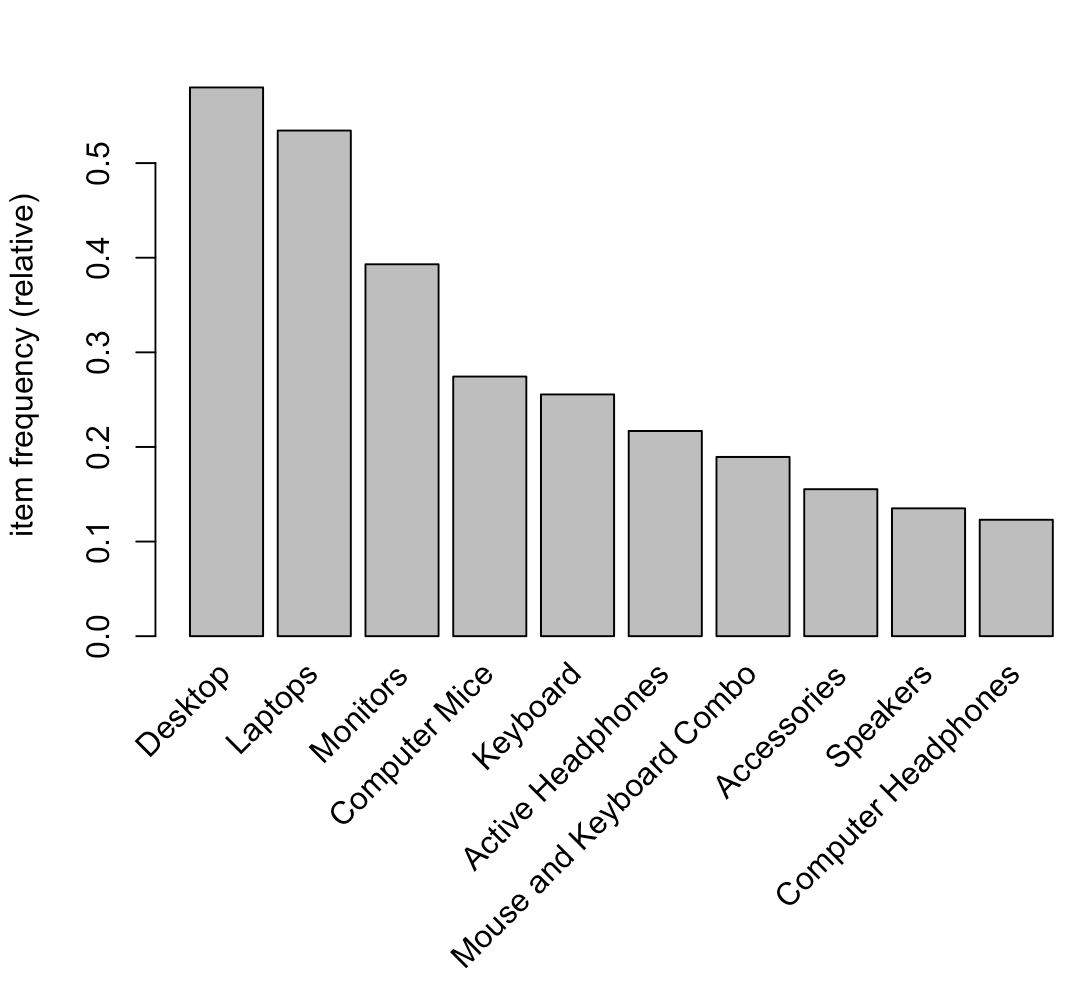 item frequency (relative)
0.5
0.4
0.3
0.2
0.1
0.0
Desktop
Laptops
Monitors
Computer Mice
Keyboard
Active Headphones
Mouse and Keyboard Combo
Accessories
Speakers
Computer Headphones